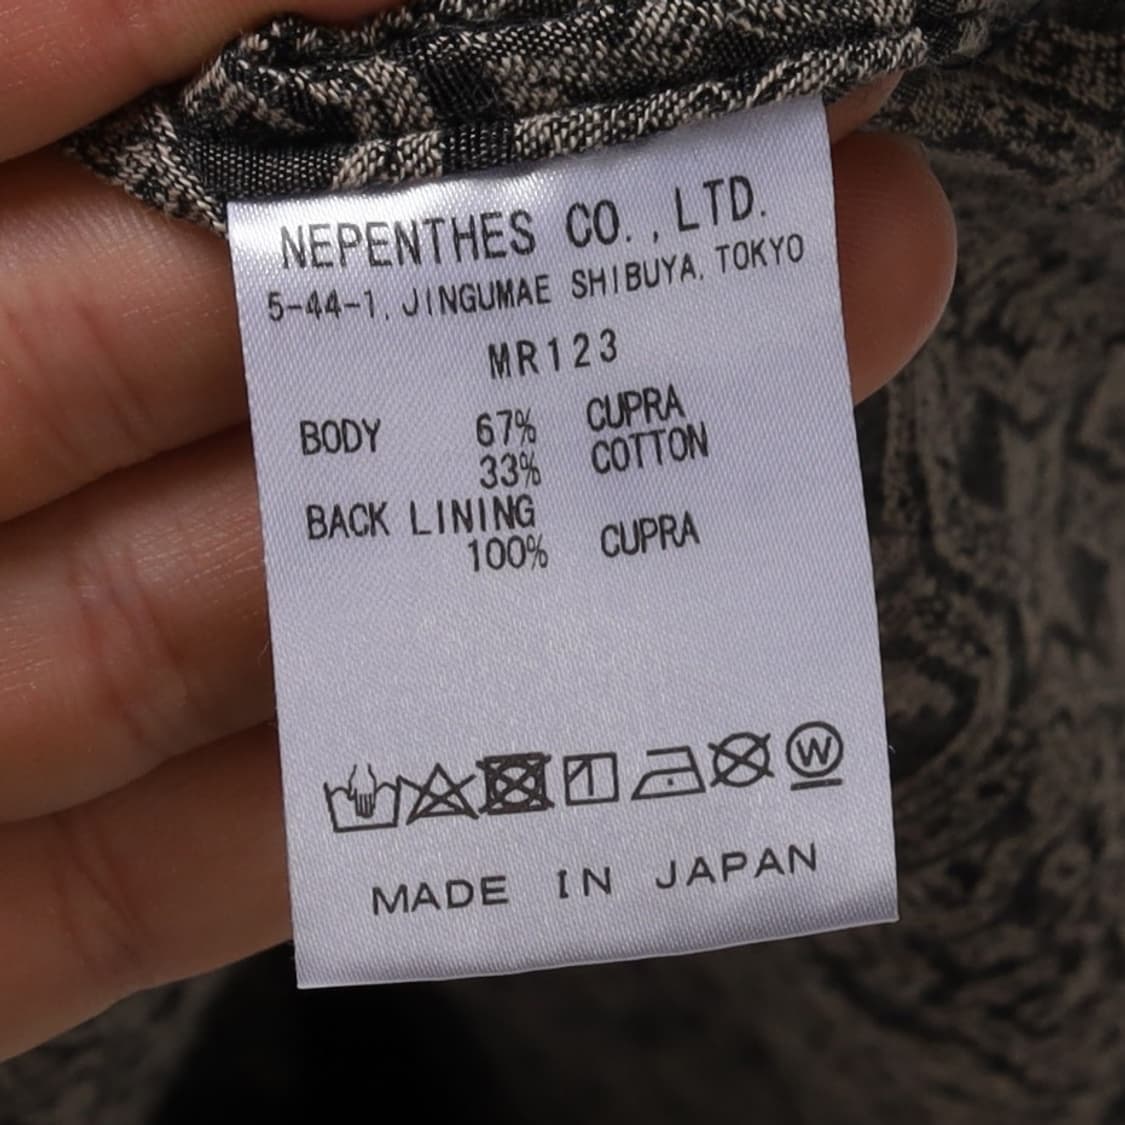 NEPENTHES CO., LTD.
5-44-1, JINGUMAE SHIBUYA, TOKYO
MR123
BODY 67% CUPRA
33% COTTON
BACK LINING
100% CUPRA
W
MADE IN JAPAN